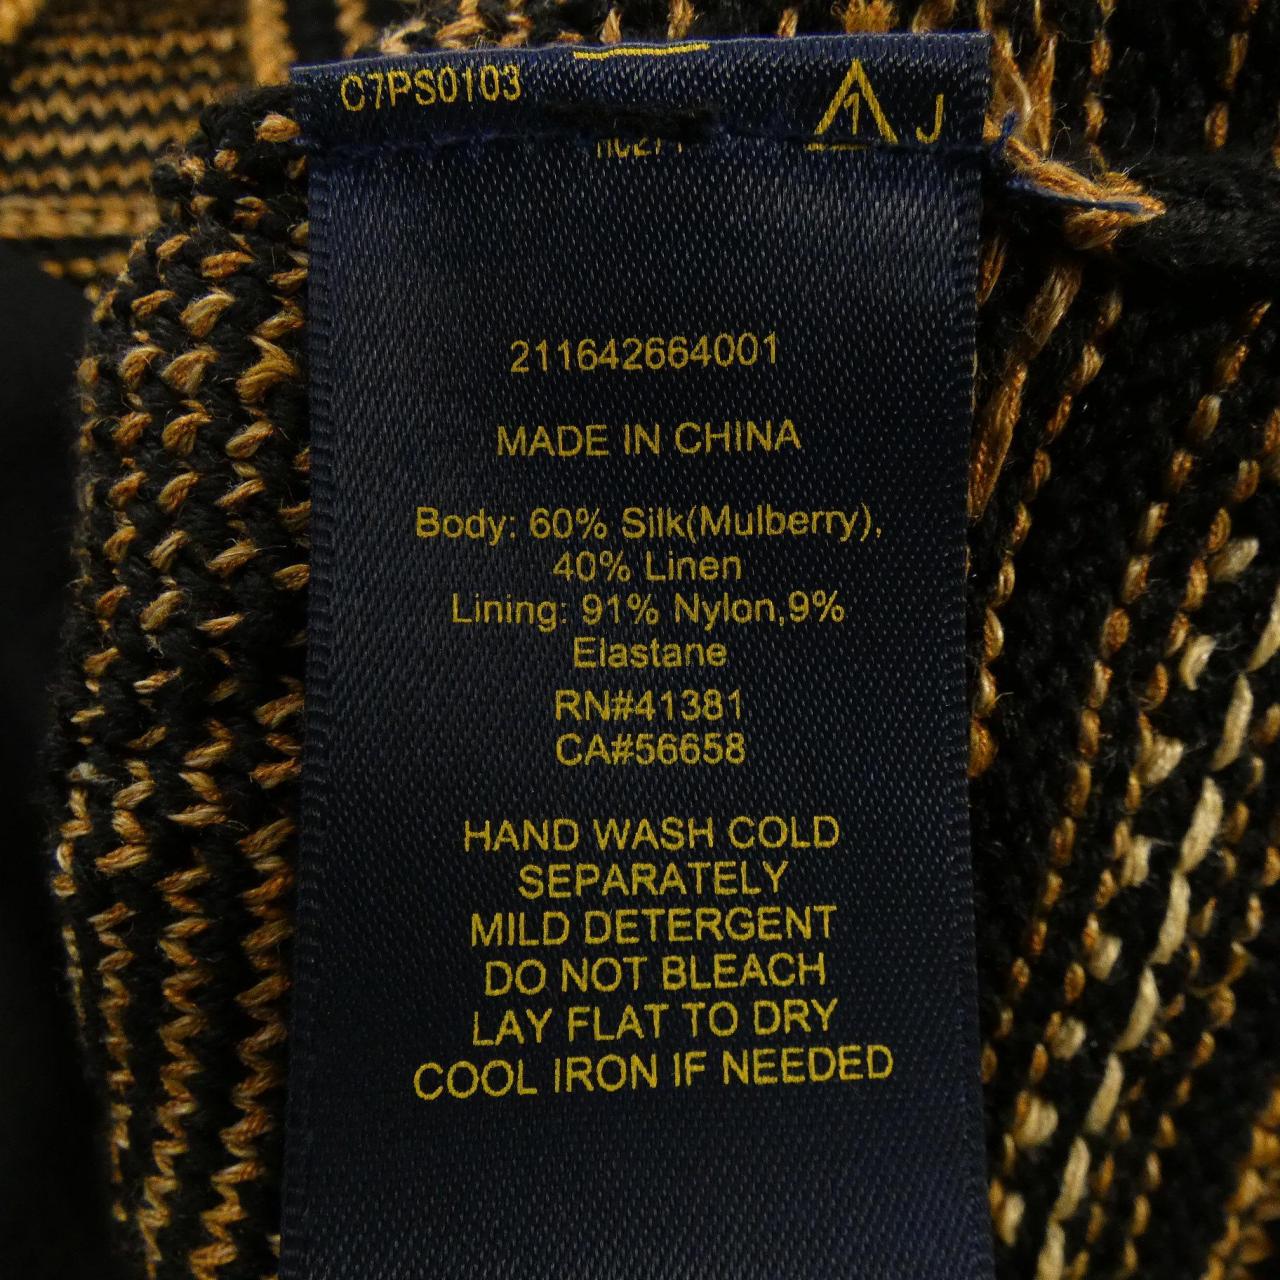 C7PS0103
1 J
211642664001
MADE IN CHINA
Body: 60% Silk(Mulberry),
40% Linen
Lining: 91% Nylon,9%
Elastane
RN#41381
CA#56658
HAND WASH COLD
SEPARATELY
MILD DETERGENT
DO NOT BLEACH
LAY FLAT TO DRY
COOL IRON IF NEEDED